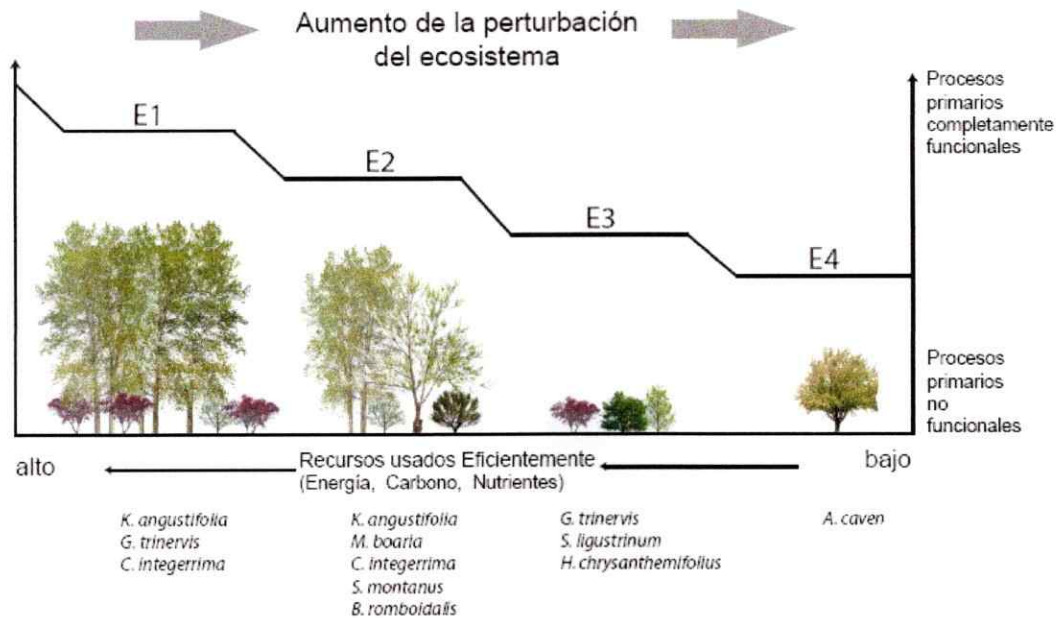 Aumento de la perturbación
del ecosistema
E1
E2
E3
E4
Procesos
primarios
completamente
funcionales
Procesos
primarios
no
funcionales
alto
Recursos usados Eficientemente
(Energía, Carbono, Nutrientes)
bajo
K. angustifolia
G. trinervis
C. integerrima
K. angustifolia
M. boaria
C. integerrima
S. montanus
B. romboidalis
G. trinervis
S. ligustrinum
H. chrysanthemifolius
A. caven